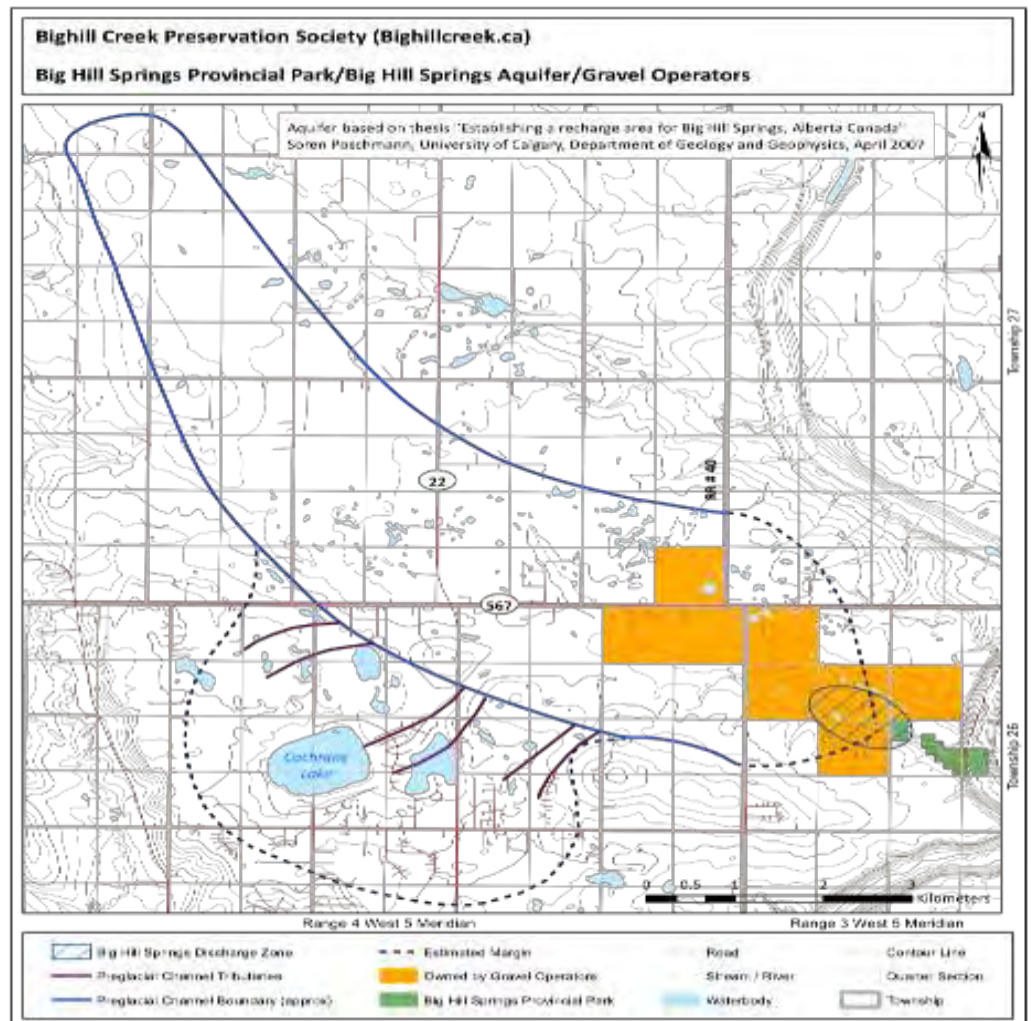 Bighill Creek Preservation Society (Bighillcreek.ca)
Big Hill Springs Provincial Park/Big Hill Springs Aquifer/Gravel Operators
Aquifer based on thesis "Establishing a recharge area for Big Hill Springs, Alberta Canada"
Soren Poschmann, University of Calgary, Department of Geology and Geophysics, April 2007
N
Township 27
22
RR # 40
567
Cochrane
Lake
Township 26
0 0.5 1 2 3
Kilometers
Range 4 West 5 Meridian
Range 3 West 5 Meridian
Big Hill Springs Discharge Zone
Estimated Margin
Road
Contour Line
Preglacial Channel Tributaries
Owned by Gravel Operators
Stream / River
Quarter Section
Preglacial Channel Boundary (approx)
Big Hill Springs Provincial Park
Waterbody
Township